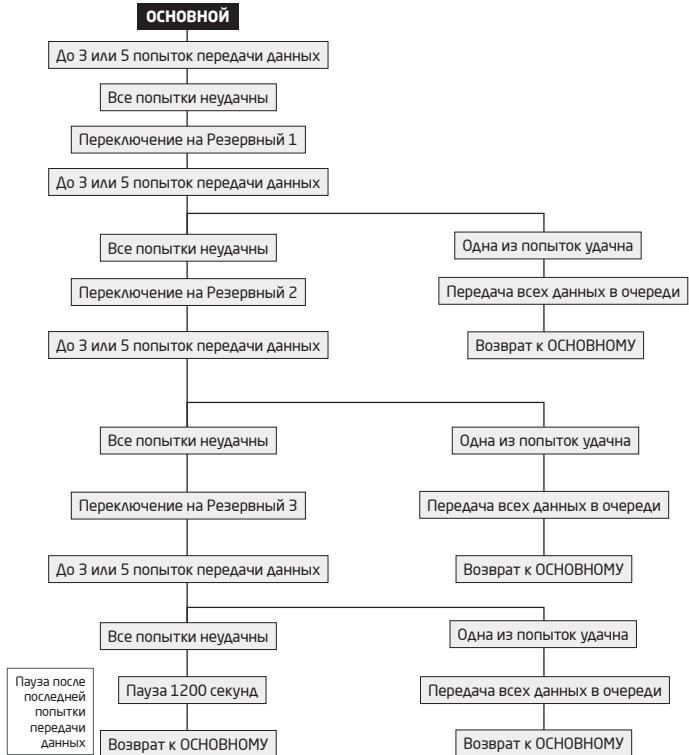 ОСНОВНОЙ
До 3 или 5 попыток передачи данных
Все попытки неудачны
Переключение на Резервный 1
До 3 или 5 попыток передачи данных
Все попытки неудачны
Одна из попыток удачна
Переключение на Резервный 2
Передача всех данных в очереди
До 3 или 5 попыток передачи данных
Возврат к ОСНОВНОМУ
Все попытки неудачны
Одна из попыток удачна
Переключение на Резервный 3
Передача всех данных в очереди
До 3 или 5 попыток передачи данных
Возврат к ОСНОВНОМУ
Все попытки неудачны
Одна из попыток удачна
Пауза после
последней
попытки
передачи
данных
Пауза 1200 секунд
Передача всех данных в очереди
Возврат к ОСНОВНОМУ
Возврат к ОСНОВНОМУ